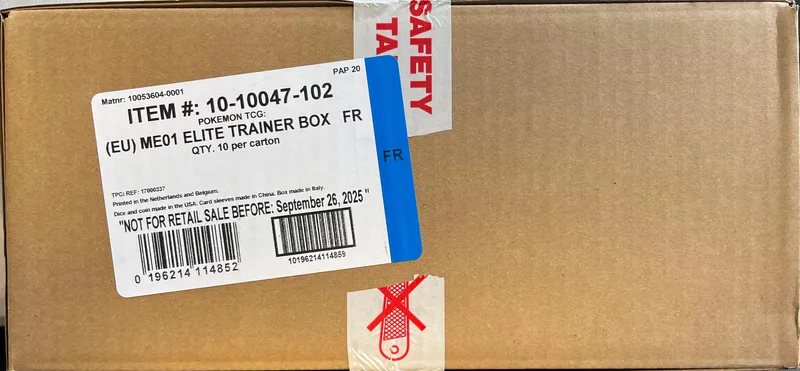 SAFETY
TA
PAP 20
Matnr: 10053604-0001
ITEM #: 10-10047-102
POKEMON TCG:
(EU) ME01 ELITE TRAINER BOX FR
QTY. 10 per carton
FR
TPCi REF: 17000337
Printed in the Netherlands and Belgium.
Dice and coin made in the USA. Card sleeves made in China. Box made in Italy.
"NOT FOR RETAIL SALE BEFORE: September 26, 2025"
0 196214 114852
10196214114859